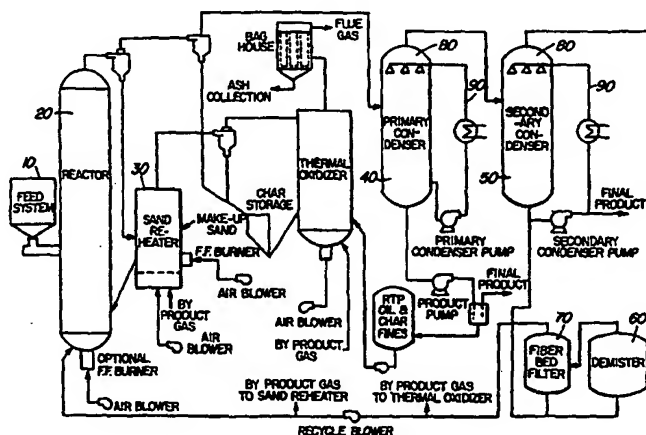 BAG HOUSE
FLUE GAS
ASH COLLECTION
80
80
20
90
90
PRIMARY CONDENSER
SECOND-ARY CON-DENSER
10
REACTOR
30
THERMAL OXIDIZER
FEED SYSTEM
SAND RE-HEATER
MAKE-UP SAND
CHAR STORAGE
40
50
FINAL PRODUCT
F.F. BURNER
AIR BLOWER
PRIMARY CONDENSER PUMP
SECONDARY CONDENSER PUMP
BY PRODUCT GAS
AIR BLOWER
AIR BLOWER
BY PRODUCT GAS
PRODUCT PUMP
FINAL PRODUCT
RTP OIL & CHAR FINES
70
60
FIBER BED FILTER
DEMISTER
OPTIONAL F.F. BURNER
AIR BLOWER
BY PRODUCT GAS TO SAND REHEATER
BY PRODUCT GAS TO THERMAL OXIDIZER
RECYCLE BLOWER